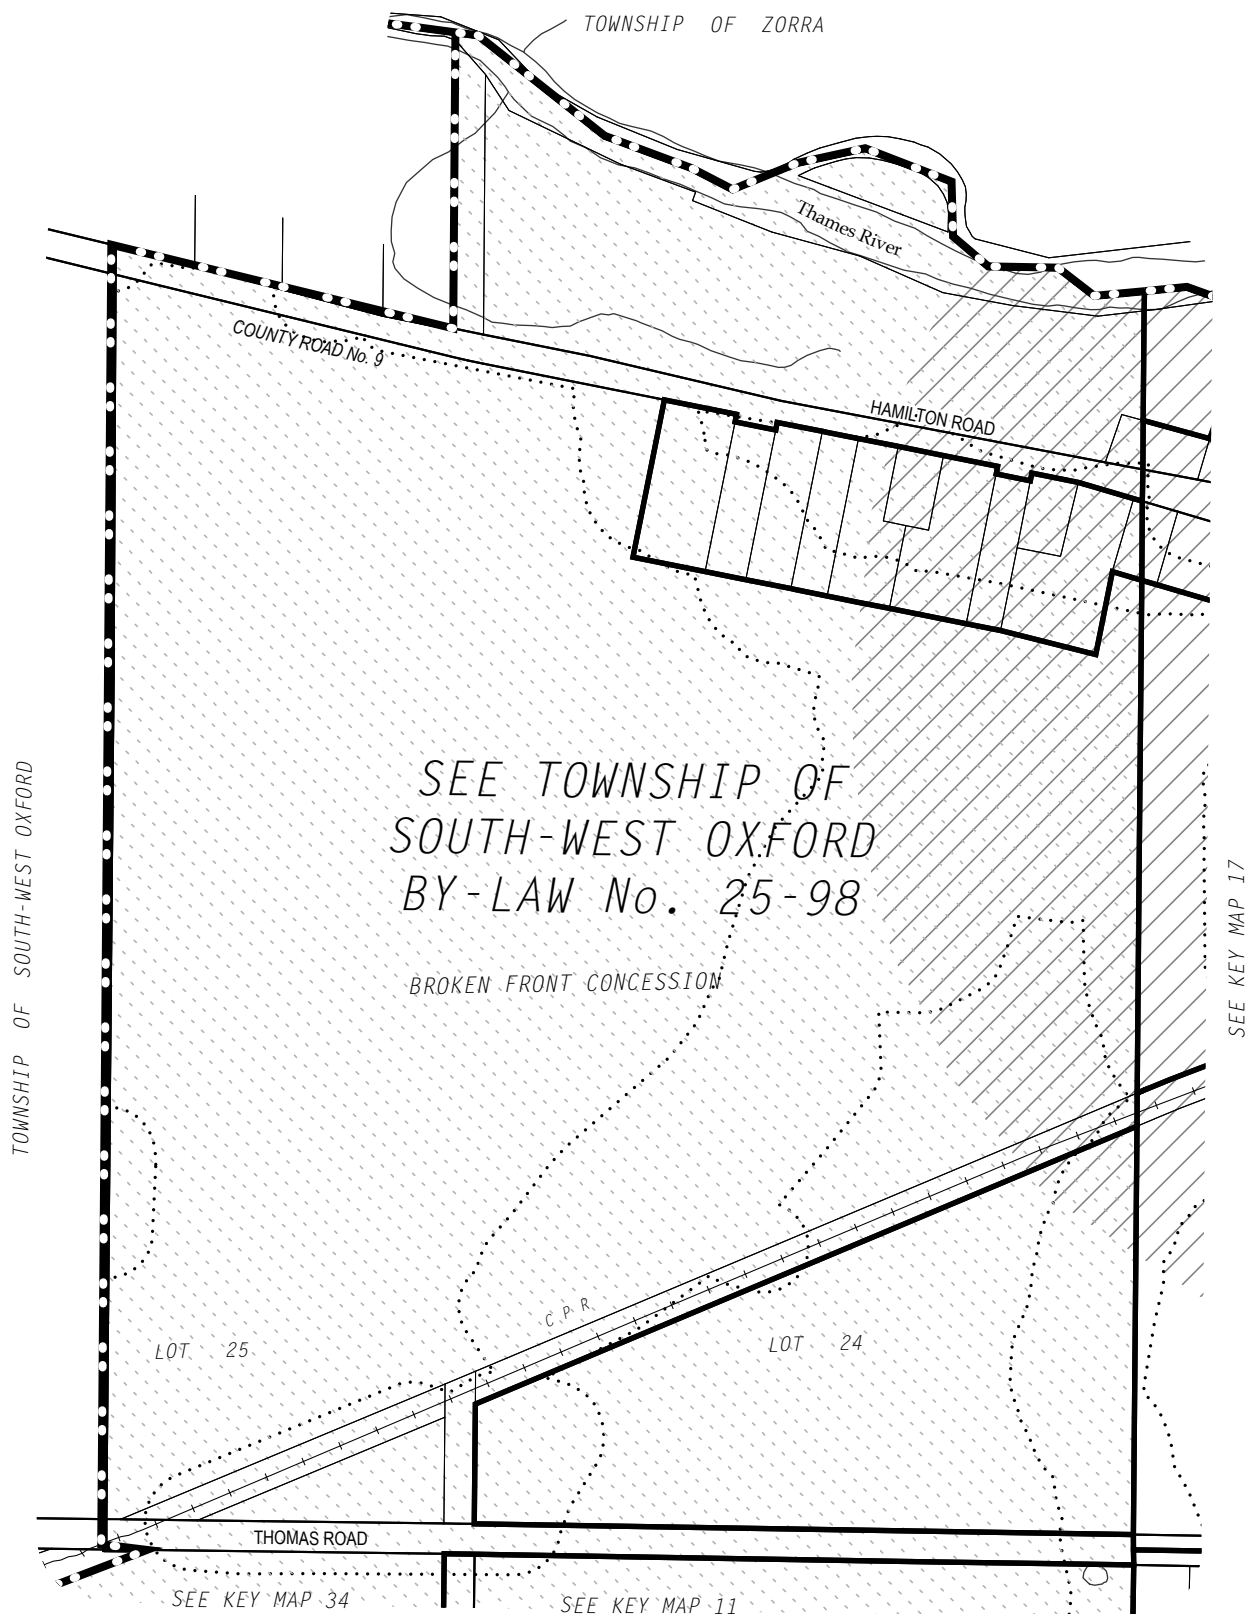 TOWNSHIP OF ZORRA
Thames River
COUNTY ROAD No. 9
HAMILTON ROAD
SEE TOWNSHIP OF
SOUTH-WEST OXFORD
BY-LAW No. 25-98
TOWNSHIP OF SOUTH-WEST OXFORD
SEE KEY MAP 17
BROKEN FRONT CONCESSION
C P R
LOT 25
LOT 24
THOMAS ROAD
SEE KEY MAP 34
SEE KEY MAP 11